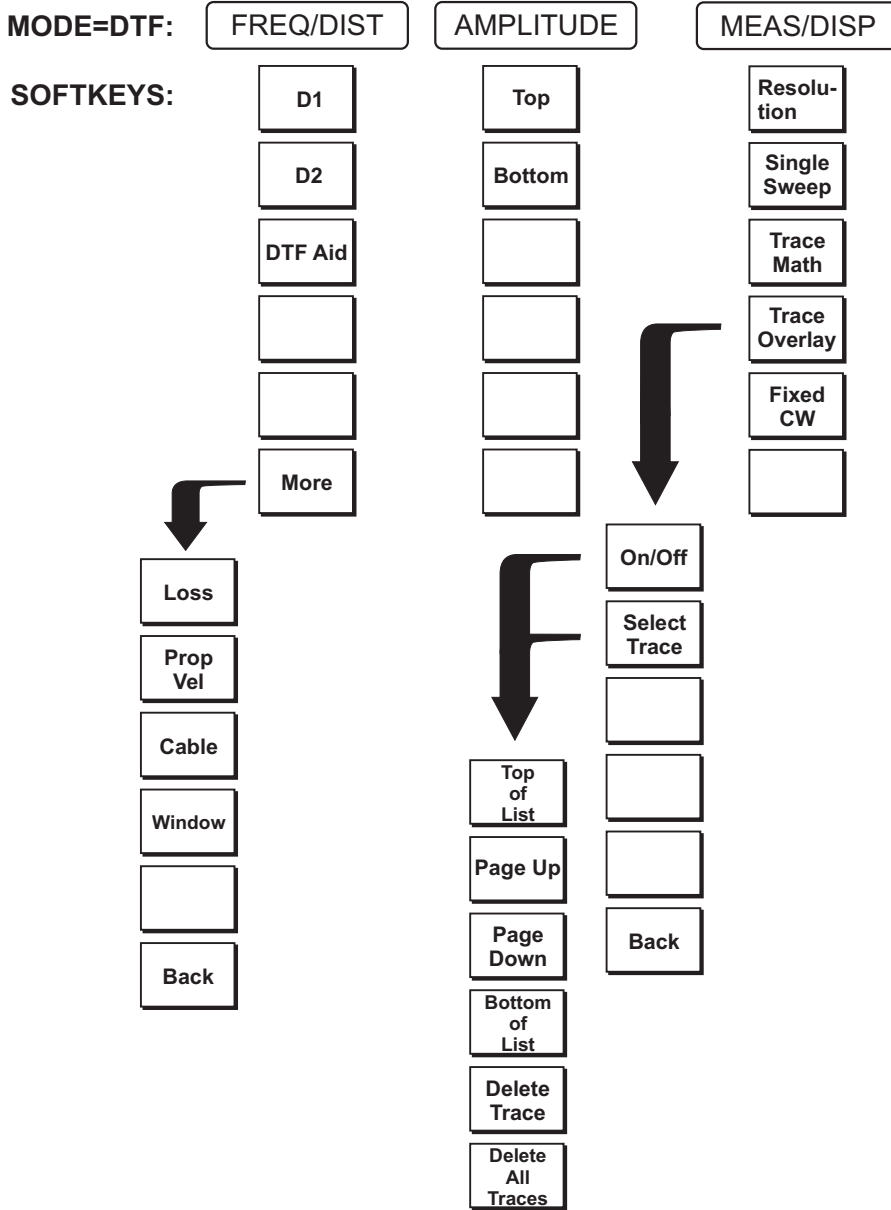 MODE=DTF:
FREQ/DIST
AMPLITUDE
MEAS/DISP
SOFTKEYS:
D1
D2
DTF Aid
More
Loss
Prop
Vel
Cable
Window
Back
Top
Bottom
Resolu-
tion
Single
Sweep
Trace
Math
Trace
Overlay
Fixed
CW
On/Off
Select
Trace
Back
Top
of
List
Page Up
Page
Down
Bottom
of
List
Delete
Trace
Delete
All
Traces